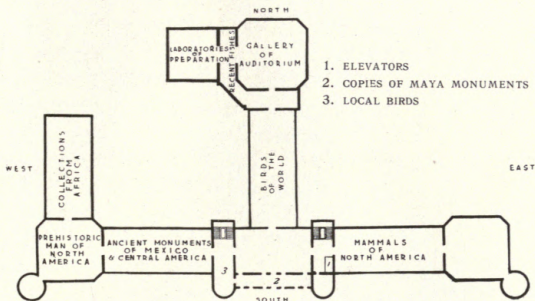 NORTH
LABORATORIES
OF
PREPARATION
RECENT FISHES
GALLERY
OF
AUDITORIUM
1. ELEVATORS
2. COPIES OF MAYA MONUMENTS
3. LOCAL BIRDS
WEST
COLLECTIONS
FROM
AFRICA
BIRDS
OF THE
WORLD
EAST
PREHISTORIC
MAN OF
NORTH
AMERICA
ANCIENT MONUMENTS
OF MEXICO
& CENTRAL AMERICA
3
2
1
MAMMALS
OF
NORTH AMERICA
SOUTH